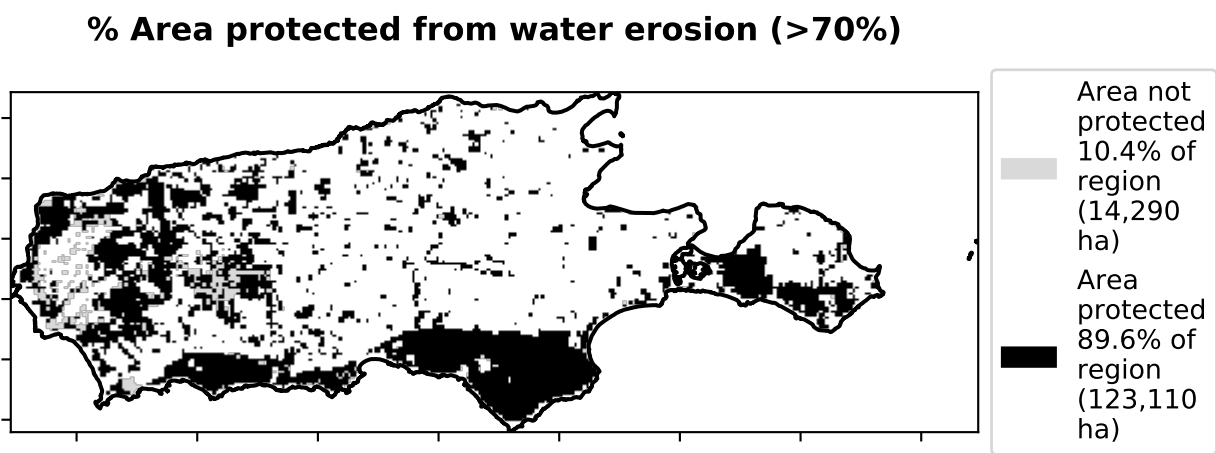 % Area protected from water erosion (>70%)
Area not
protected
10.4% of
region
(14,290
ha)
Area
protected
89.6% of
region
(123,110
ha)